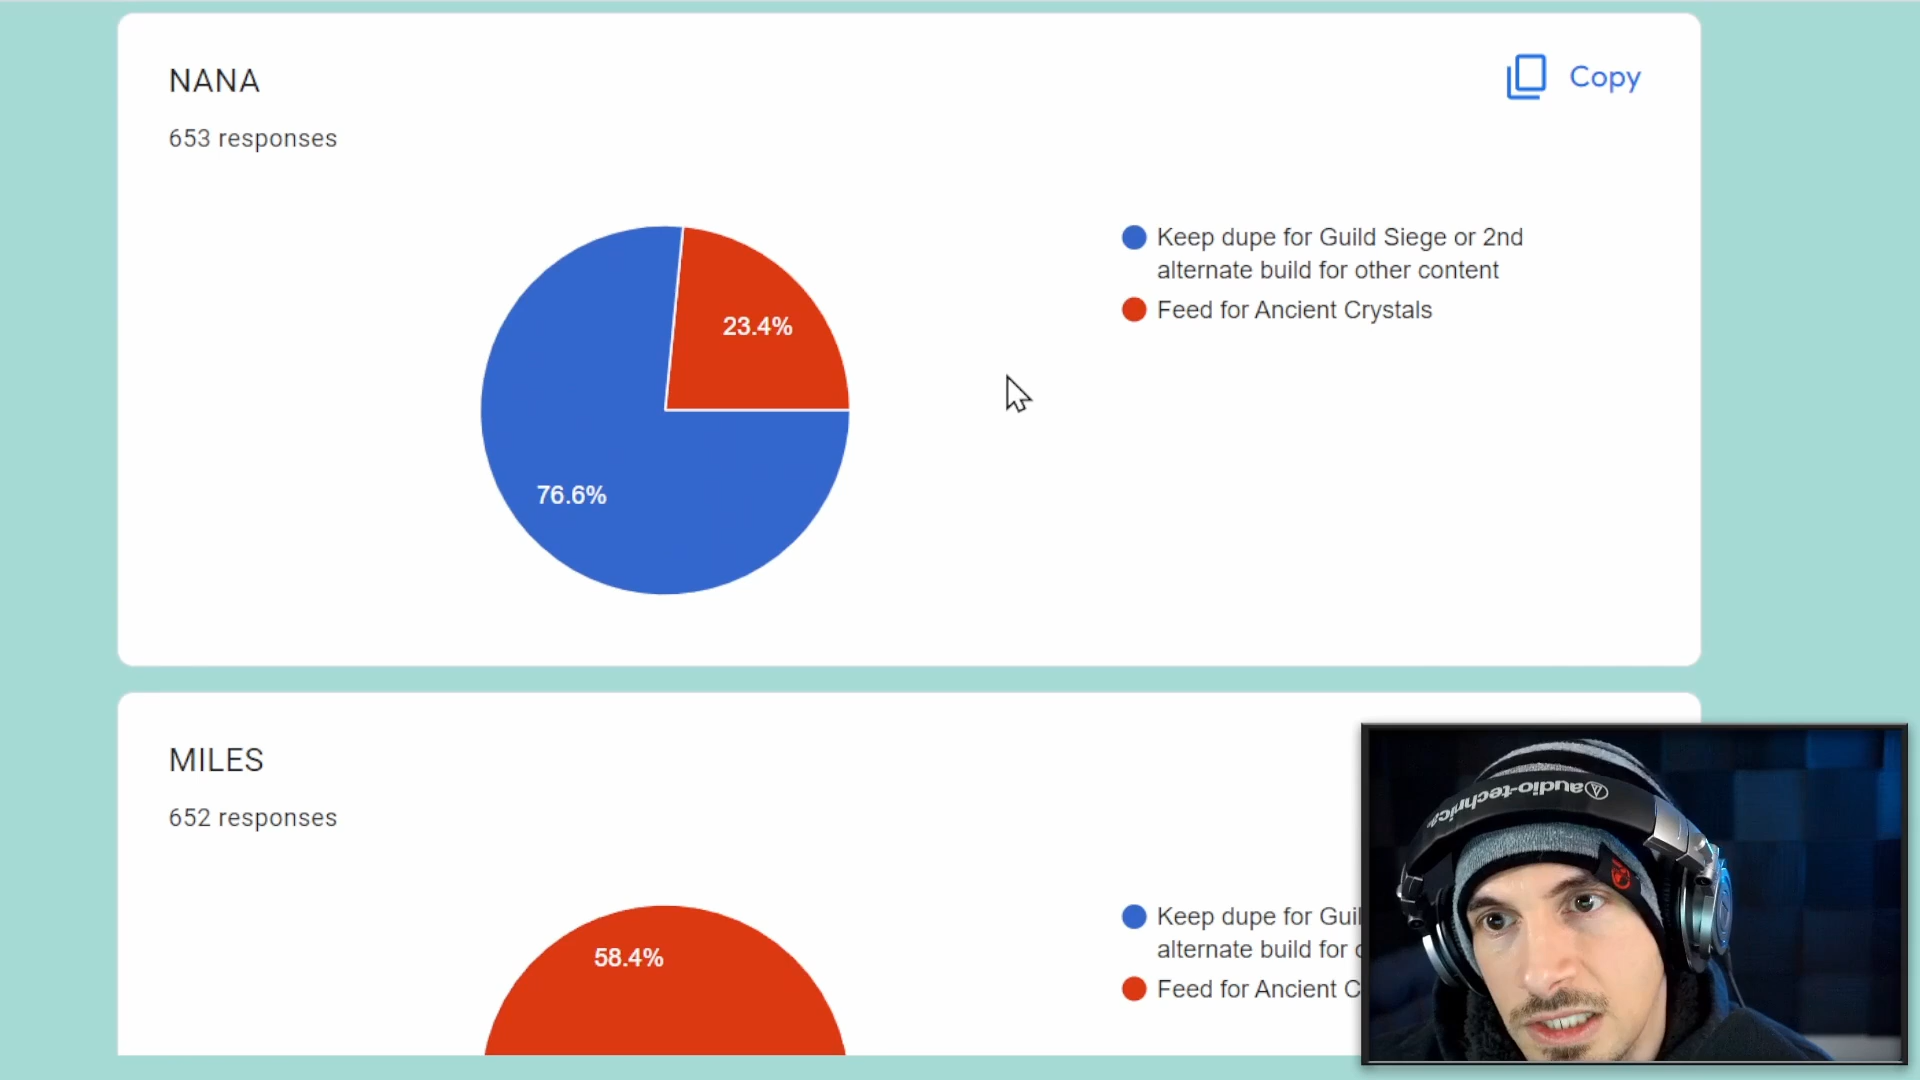 NANA
Copy
653 responses
Keep dupe for Guild Siege or 2nd
alternate build for other content
Feed for Ancient Crystals
23.4%
76.6%
MILES
652 responses
Keep dupe for Guil
alternate build for
Feed for Ancient C
58.4%
audio-technica